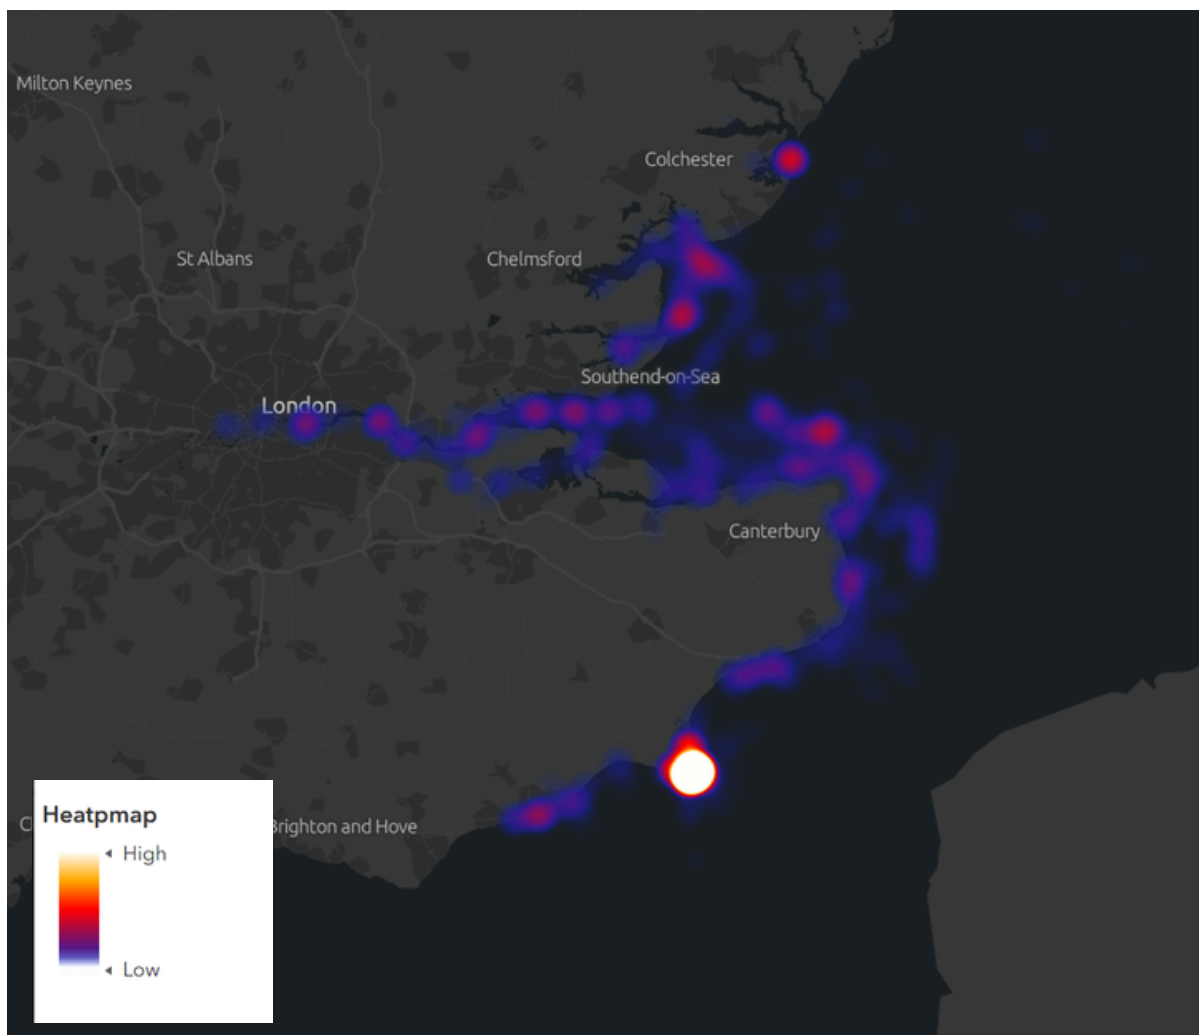 Milton Keynes
Colchester
St Albans
Chelmsford
Southend-on-Sea
London
Canterbury
Heatpmap
C
Brighton and Hove
High
Low